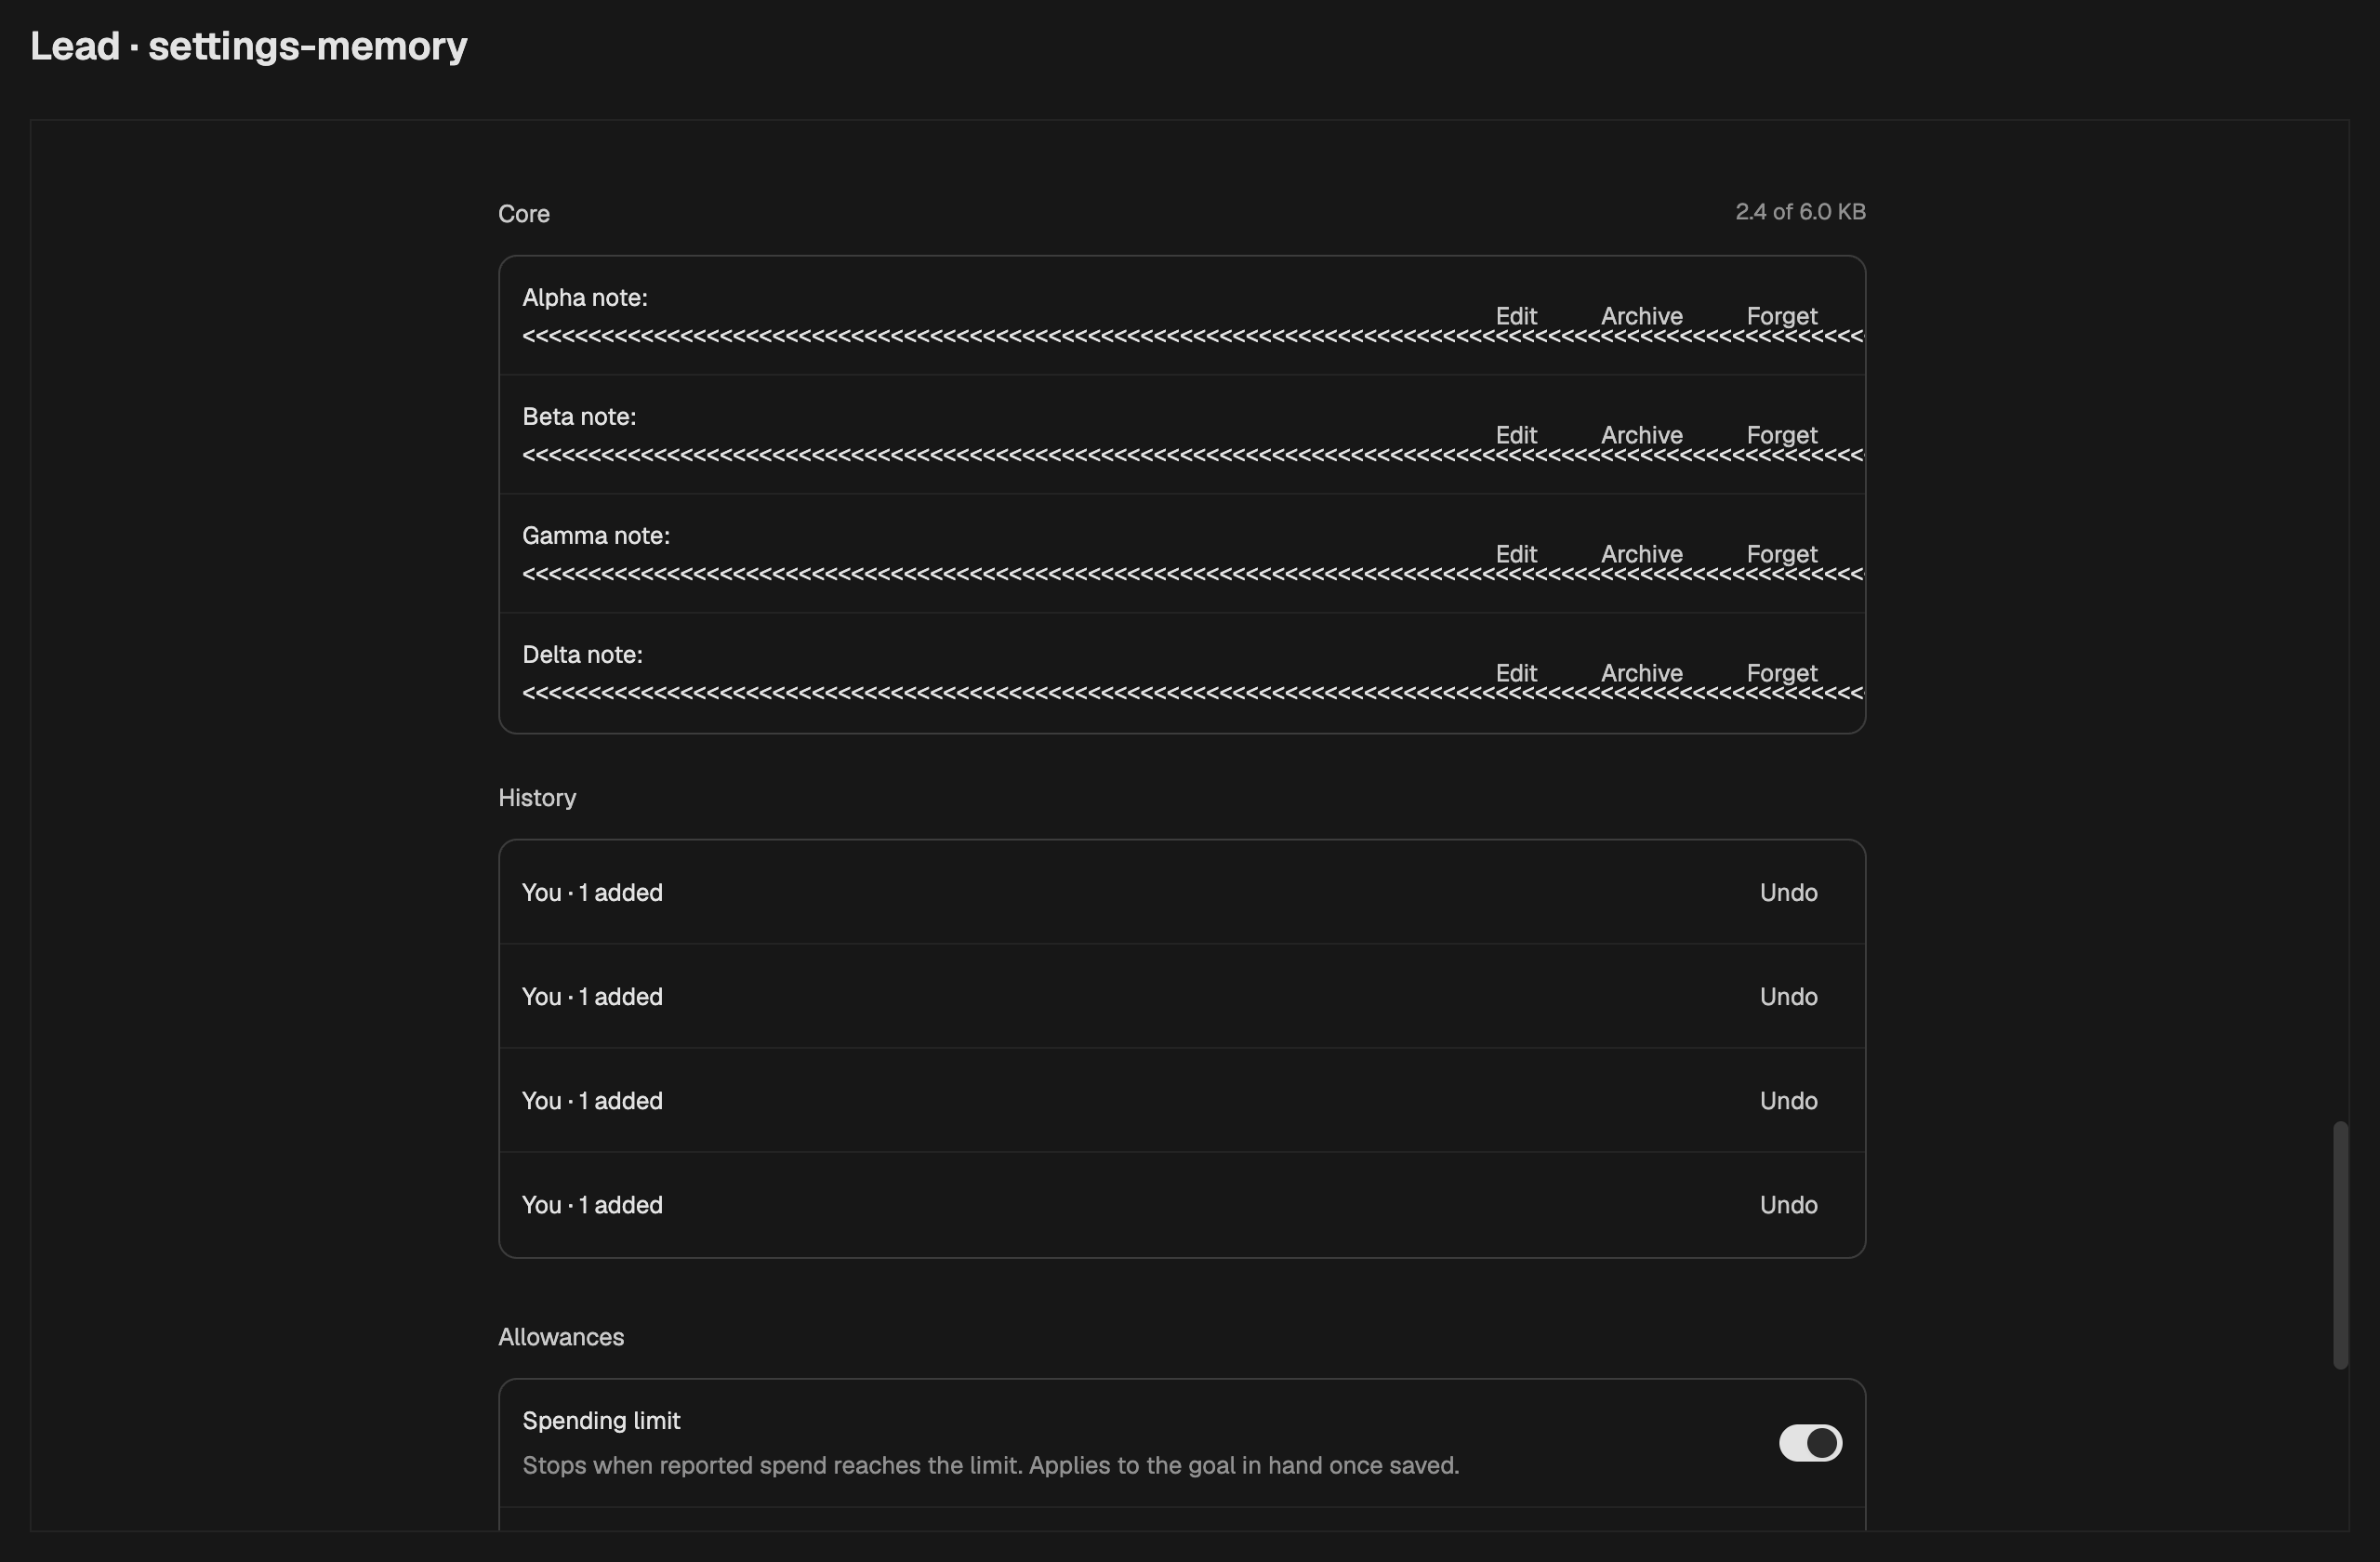 Lead · settings-memory
Core
2.4 of 6.0 KB
Alpha note:
Edit Archive Forget
<<<<<<<<<<<<<<<<<<<<<<<<<<<<<<<<<<<<<<<<<<<<<<<<<<<<<<<<<<<<<<<<<<<<<<<<<<<<<<<<<<<<<<<<<<<<<<<<<<<<<<
Beta note:
Edit Archive Forget
<<<<<<<<<<<<<<<<<<<<<<<<<<<<<<<<<<<<<<<<<<<<<<<<<<<<<<<<<<<<<<<<<<<<<<<<<<<<<<<<<<<<<<<<<<<<<<<<<<<<<<
Gamma note:
Edit Archive Forget
<<<<<<<<<<<<<<<<<<<<<<<<<<<<<<<<<<<<<<<<<<<<<<<<<<<<<<<<<<<<<<<<<<<<<<<<<<<<<<<<<<<<<<<<<<<<<<<<<<<<<<
Delta note:
Edit Archive Forget
<<<<<<<<<<<<<<<<<<<<<<<<<<<<<<<<<<<<<<<<<<<<<<<<<<<<<<<<<<<<<<<<<<<<<<<<<<<<<<<<<<<<<<<<<<<<<<<<<<<<<<
History
You · 1 added Undo
You · 1 added Undo
You · 1 added Undo
You · 1 added Undo
Allowances
Spending limit
Stops when reported spend reaches the limit. Applies to the goal in hand once saved.